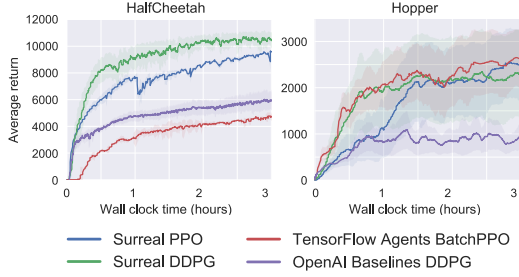 HalfCheetah
Hopper
Average return
12000
10000
8000
6000
4000
2000
0
0 1 2 3
Wall clock time (hours)
3000
2000
1000
0
0 1 2 3
Wall clock time (hours)
Surreal PPO
TensorFlow Agents BatchPPO
Surreal DDPG
OpenAI Baselines DDPG